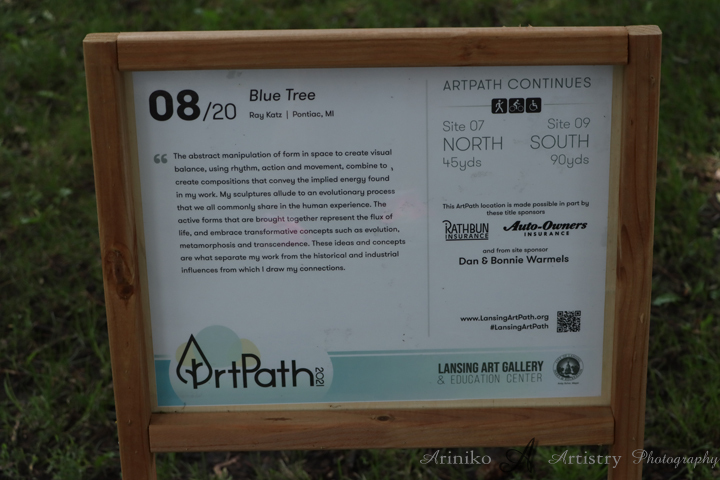 08/20
Blue Tree
Ray Katz | Pontiac, MI
“ The abstract manipulation of form in space to create visual
balance, using rhythm, action and movement, combine to
create compositions that convey the implied energy found
in my work. My sculptures allude to an evolutionary process
that we all commonly share in the human experience. The
active forms that are brought together represent the flux of
life, and embrace transformative concepts such as evolution,
metamorphosis and transcendence. These ideas and concepts
are what separate my work from the historical and industrial
influences from which I draw my connections.
ARTPATH CONTINUES
Site 07
NORTH
45yds
Site 09
SOUTH
90yds
This ArtPath location is made possible in part by
these title sponsors
RATHBUN
INSURANCE
Auto-Owners
INSURANCE
and from site sponsor
Dan & Bonnie Warmels
www.LansingArtPath.org
#LansingArtPath
ArtPath 2021
LANSING ART GALLERY
& EDUCATION CENTER
Ariniko Artistry Photography